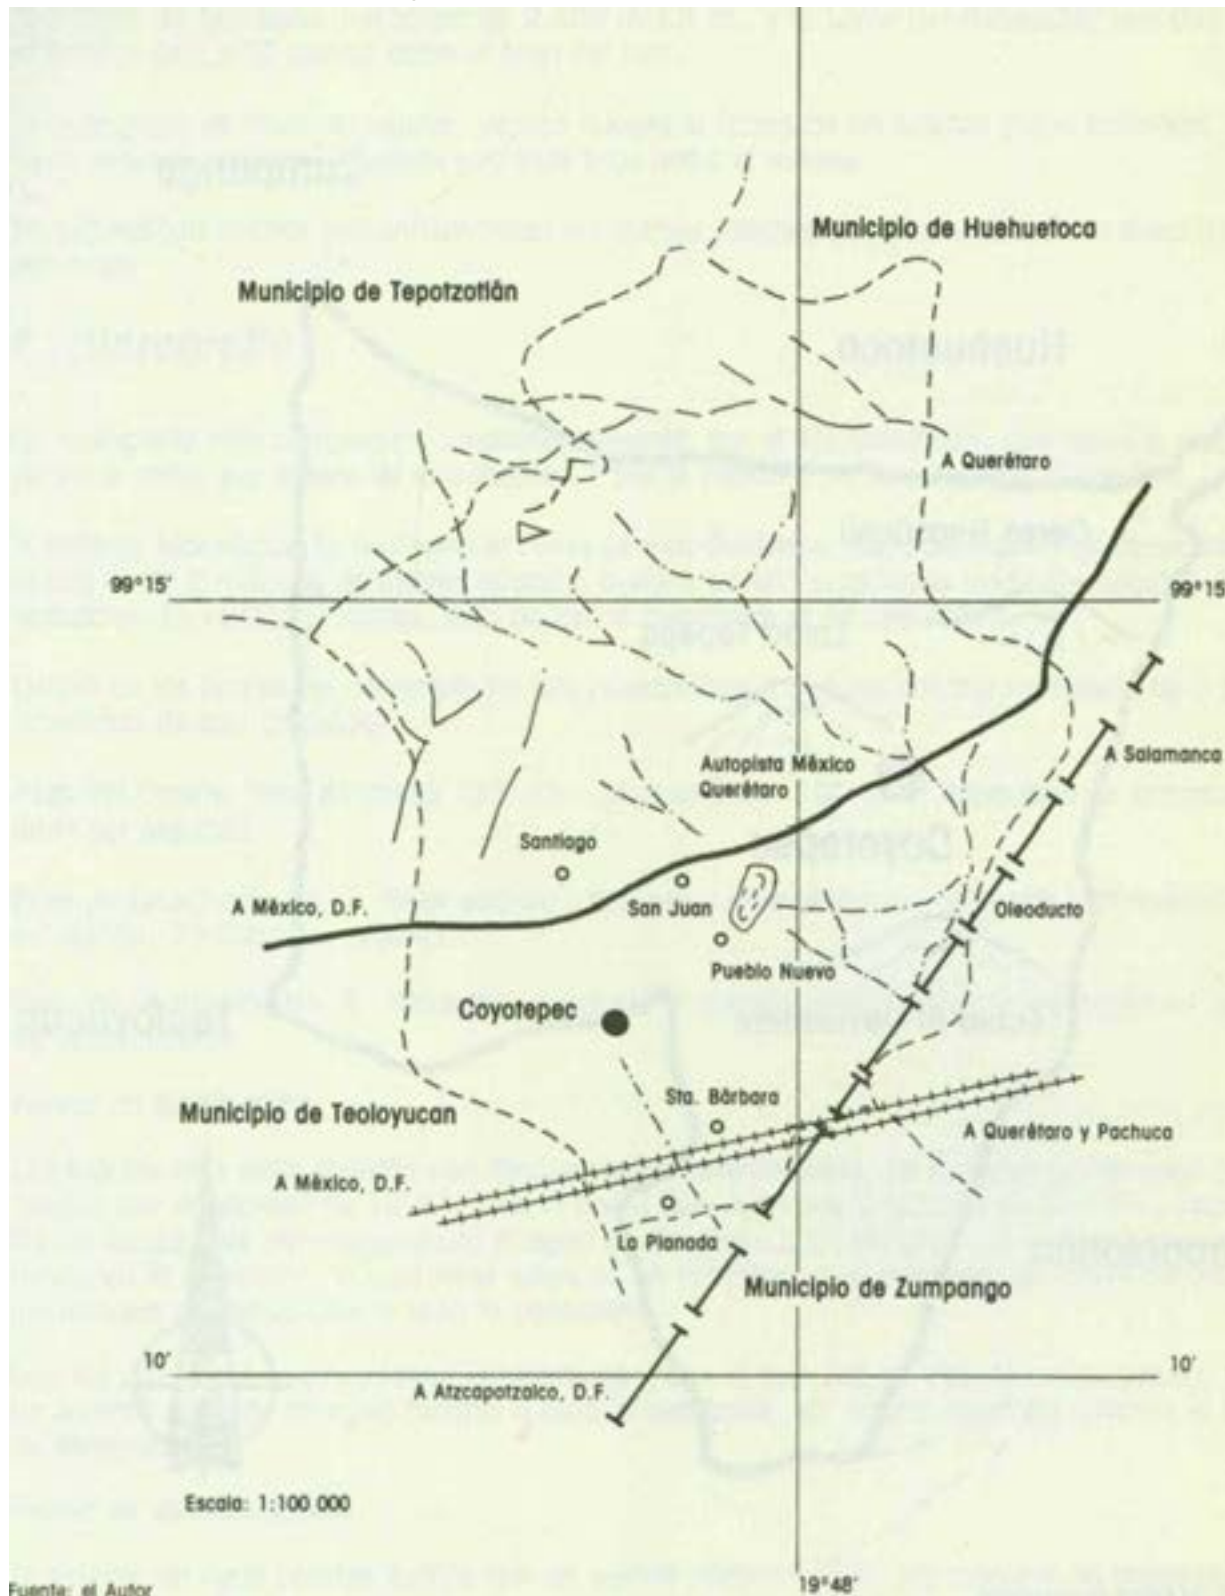 Municipio de Huehuetoca
Municipio de Tepotzotlán
A Querétaro
99°15'
99°15'
A Salamanca
Autopista México
Querétaro
Santiago
San Juan
A México, D.F.
Oleoducto
Pueblo Nuevo
Coyotepec
Sta. Bárbara
Municipio de Teoloyucan
A Querétaro y Pachuca
A México, D.F.
La Planada
Municipio de Zumpango
10'
10'
A Atzcapotzalco, D.F.
Escala: 1:100 000
19°48'
Fuente: el Autor